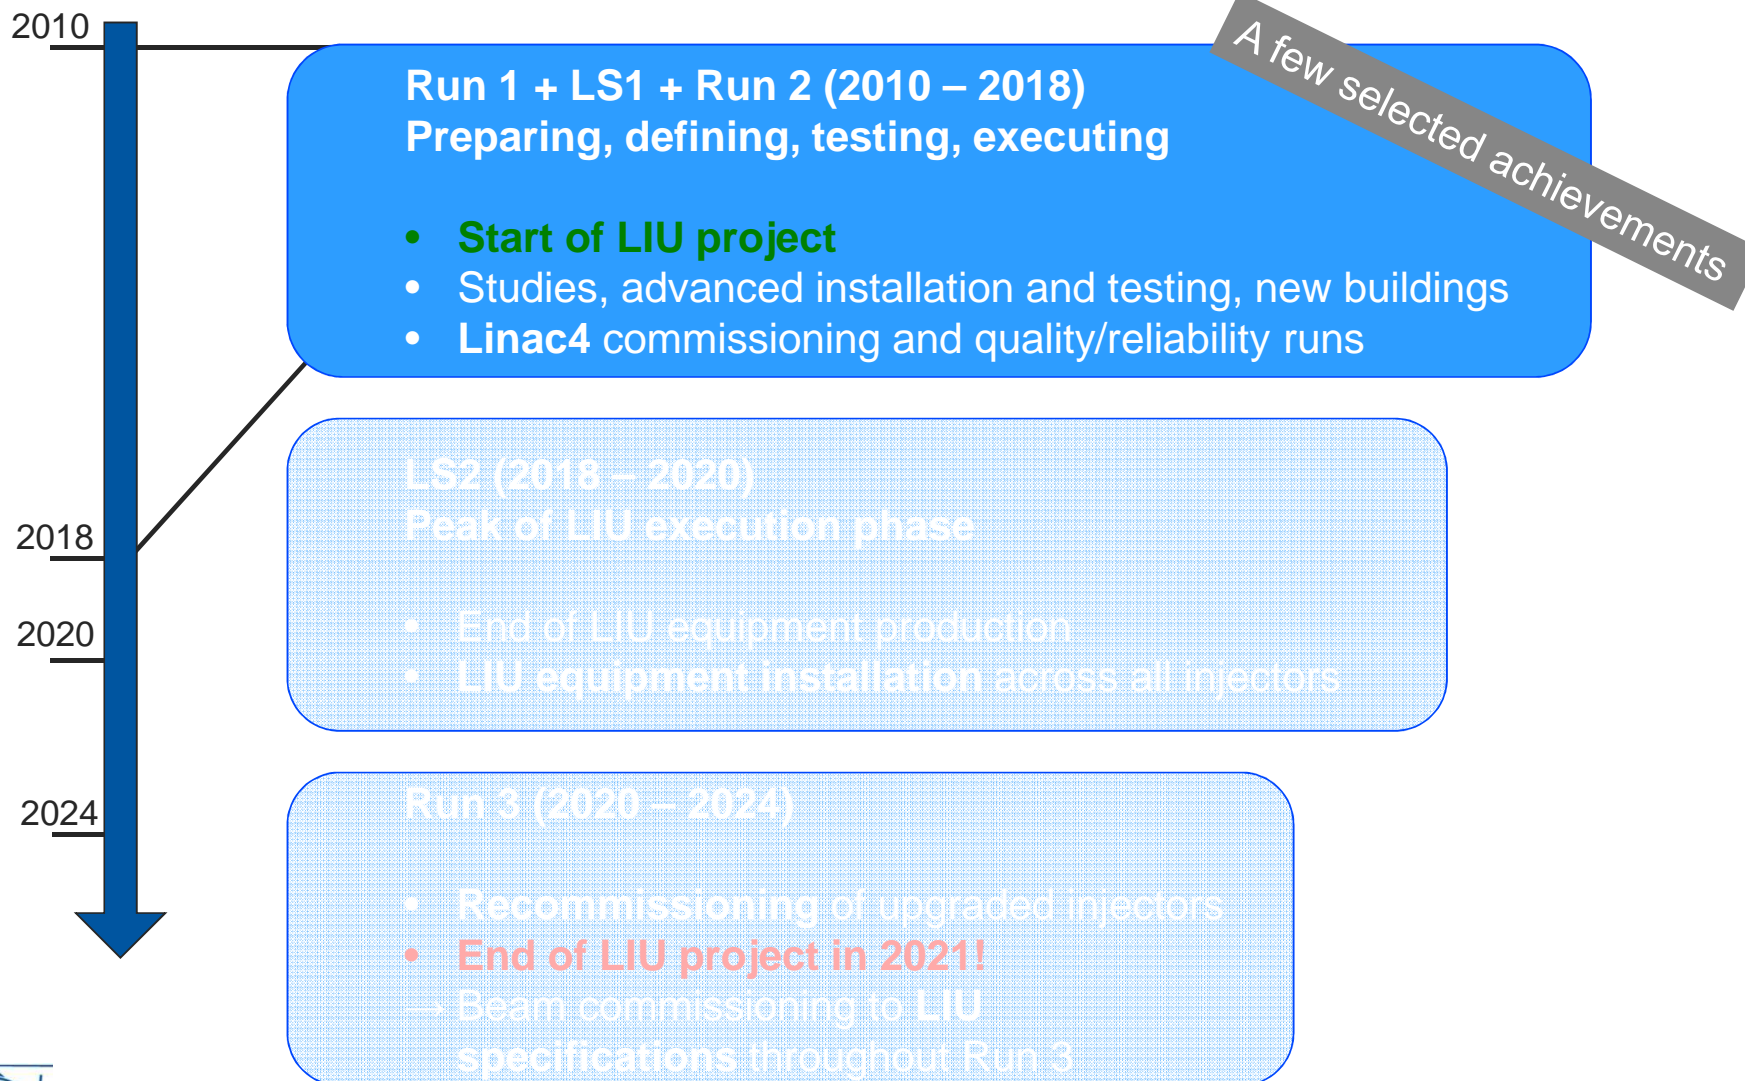 2010
A few selected achievements
Run 1 + LS1 + Run 2 (2010 – 2018)
Preparing, defining, testing, executing
• Start of LIU project
• Studies, advanced installation and testing, new buildings
• Linac4 commissioning and quality/reliability runs
LS2 (2018 – 2020)
Peak of LIU execution phase
2018
• End of LIU equipment production
2020
• LIU equipment installation across all injectors
Run 3 (2020 – 2024)
2024
• Recommissioning of upgraded injectors
• End of LIU project in 2021!
→ Beam commissioning to LIU
specifications throughout Run 3